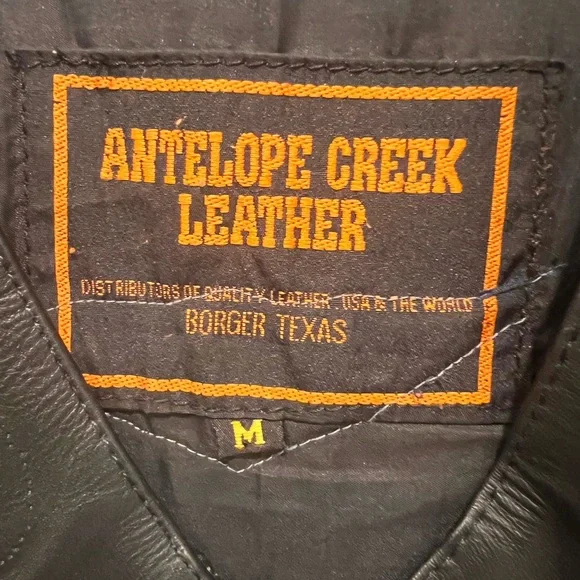 ANTELOPE CREEK
LEATHER
DISTRIBUTORS OF QUALITY LEATHER . USA & THE WORLD
BORGER TEXAS
M